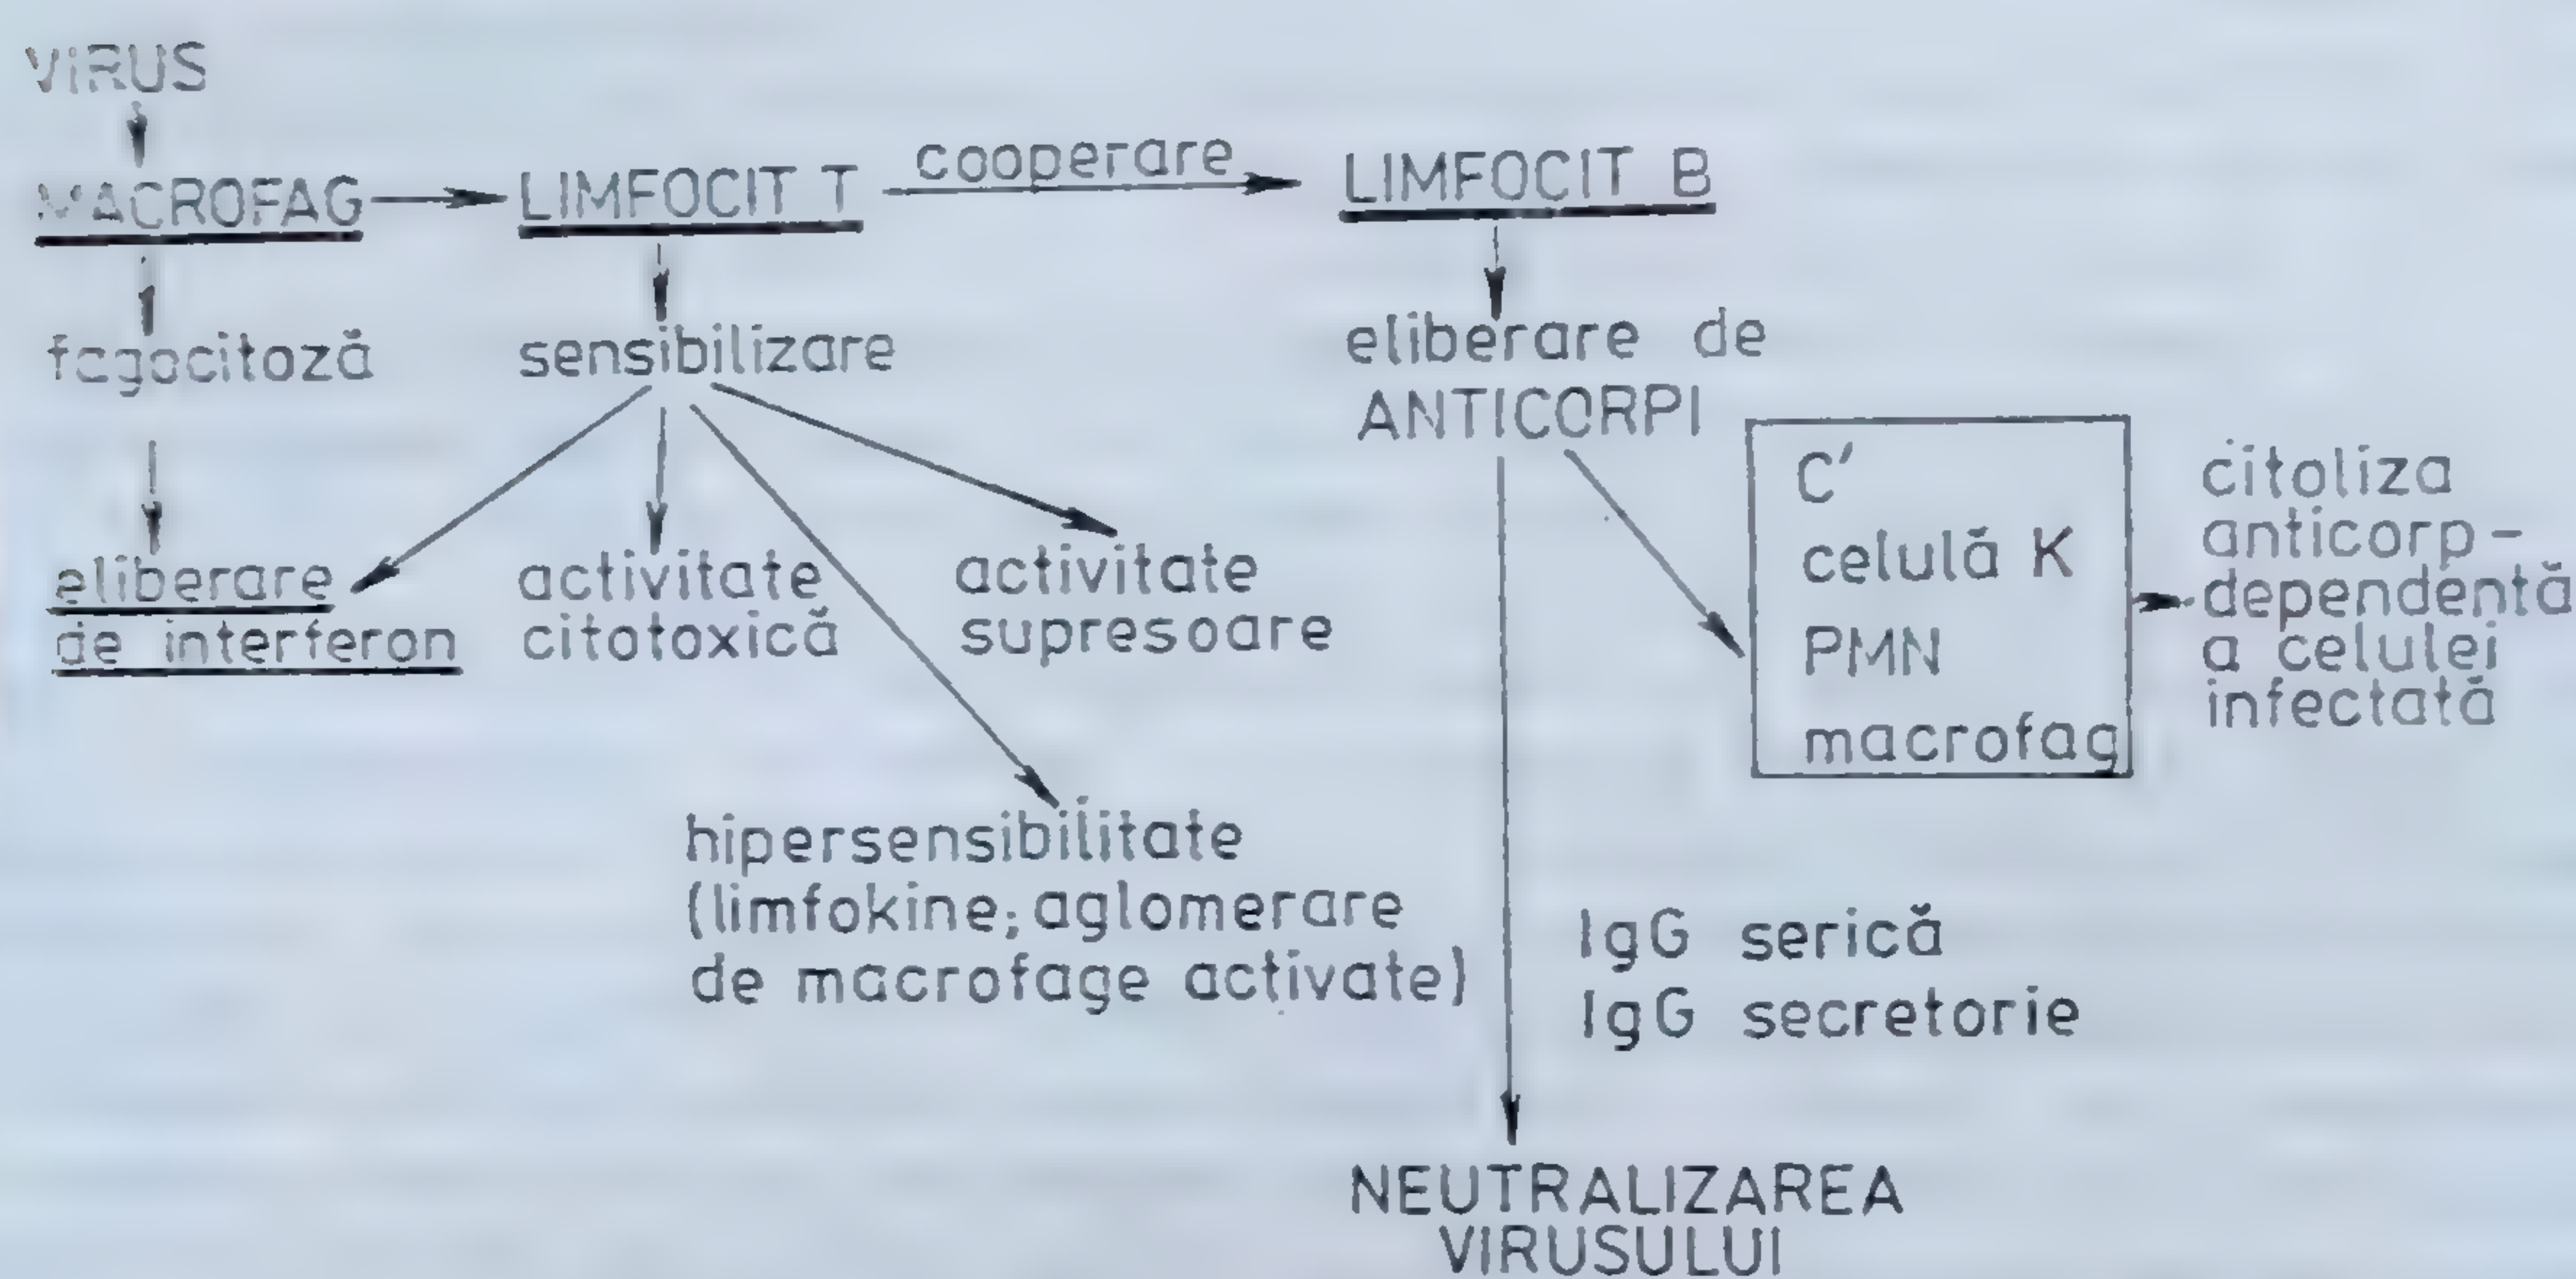 VIRUS
MACROFAG
LIMFOCIT T
cooperare
LIMFOCIT B
fagocitoză
sensibilizare
eliberare de
ANTICORPI
eliberare
de interferon
activitate
citotoxică
activitate
supresoare
C′
celulă K
PMN
macrofag
citoliza
anticorp-
dependentă
a celulei
infectată
hipersensibilitate
(limfokine; aglomerare
de macrofage activate)
IgG serică
IgG secretorie
NEUTRALIZAREA
VIRUSULUI